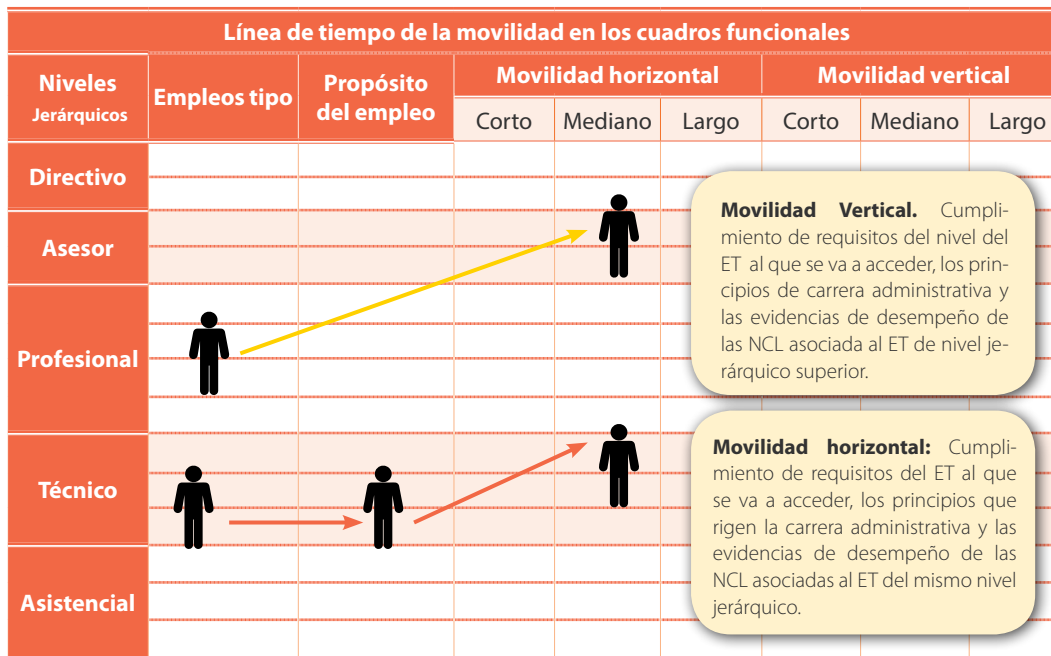 Línea de tiempo de la movilidad en los cuadros funcionales
Niveles
Jerárquicos
Empleos tipo
Propósito
del empleo
Movilidad horizontal
Movilidad vertical
Corto
Mediano
Largo
Corto
Mediano
Largo
Directivo
Asesor
Profesional
Técnico
Asistencial
Movilidad Vertical. Cumpli-
miento de requisitos del nivel del
ET al que se va a acceder, los prin-
cipios de carrera administrativa y
las evidencias de desempeño de
las NCL asociada al ET de nivel je-
rárquico superior.
Movilidad horizontal: Cumpli-
miento de requisitos del ET al que
se va a acceder, los principios que
rigen la carrera administrativa y las
evidencias de desempeño de las
NCL asociadas al ET del mismo nivel
jerárquico.